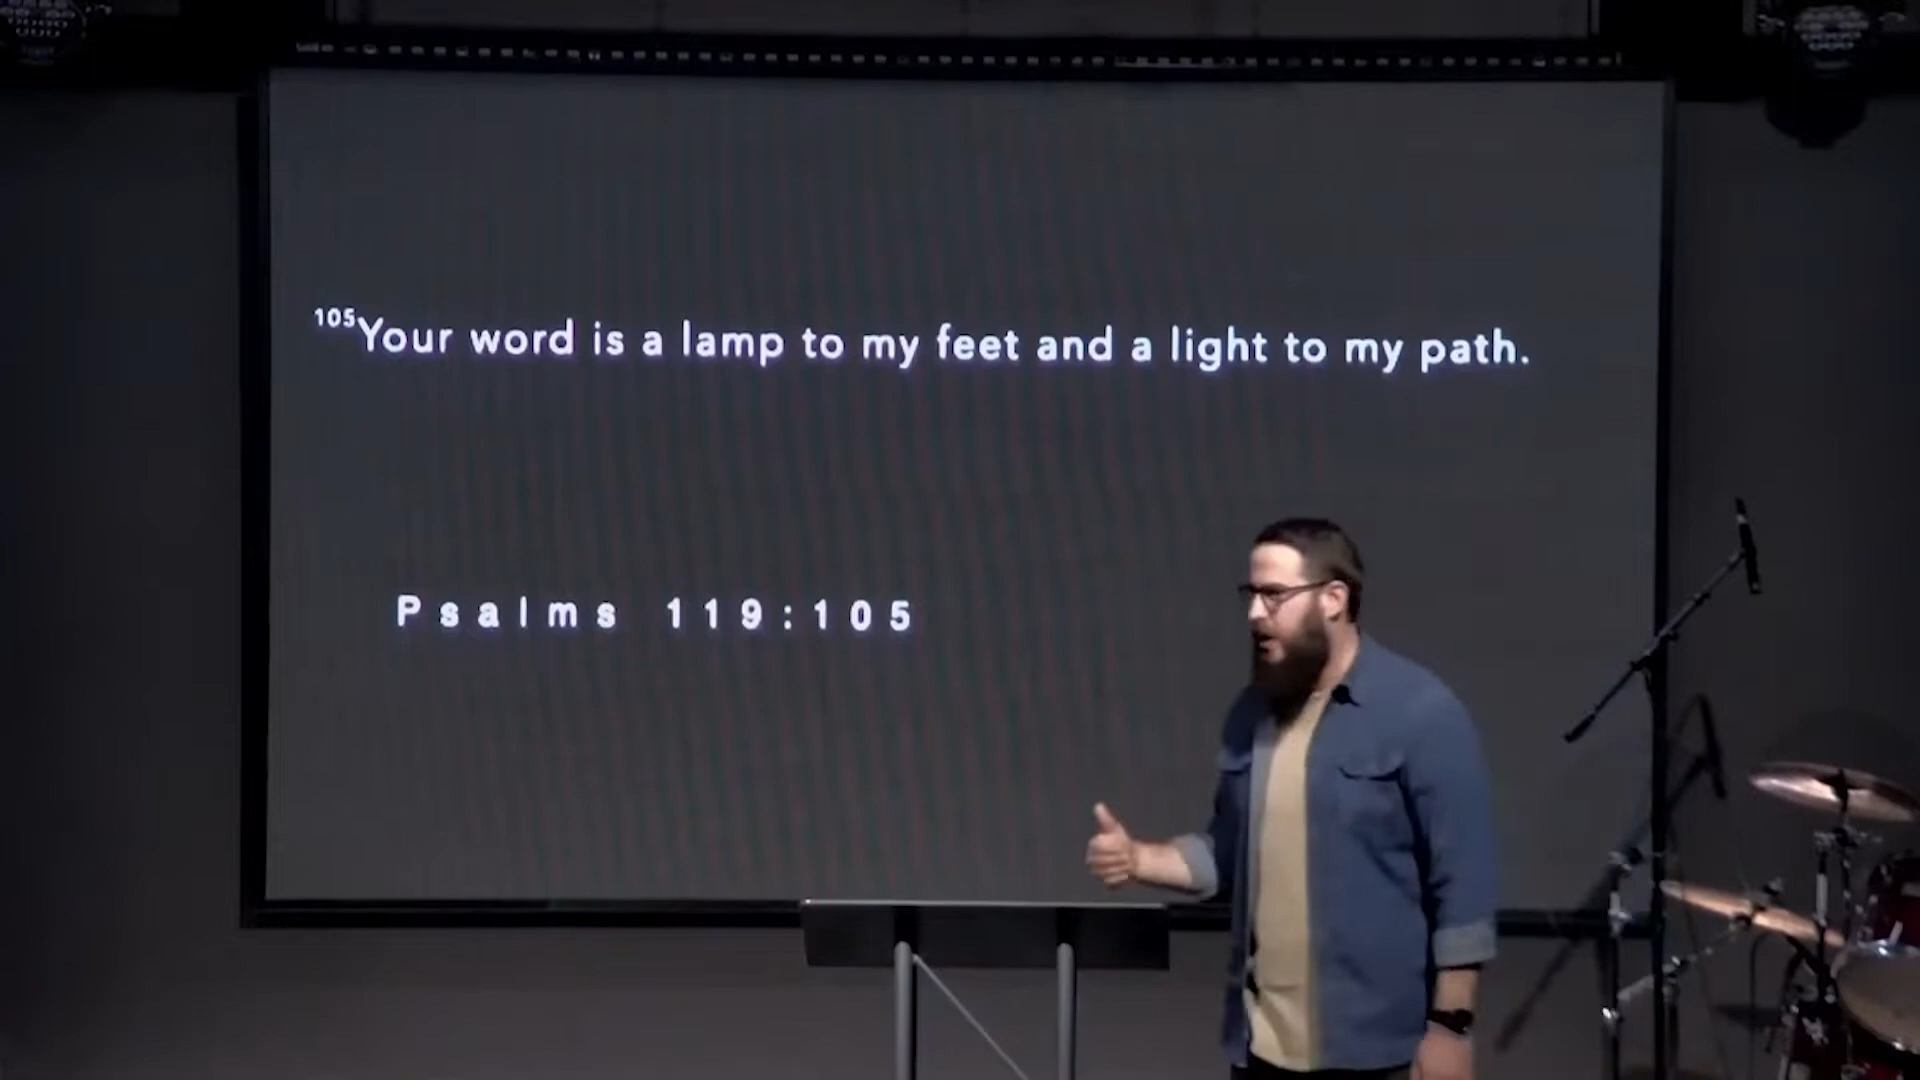 105Your word is a lamp to my feet and a light to my path.
Psalms 119:105